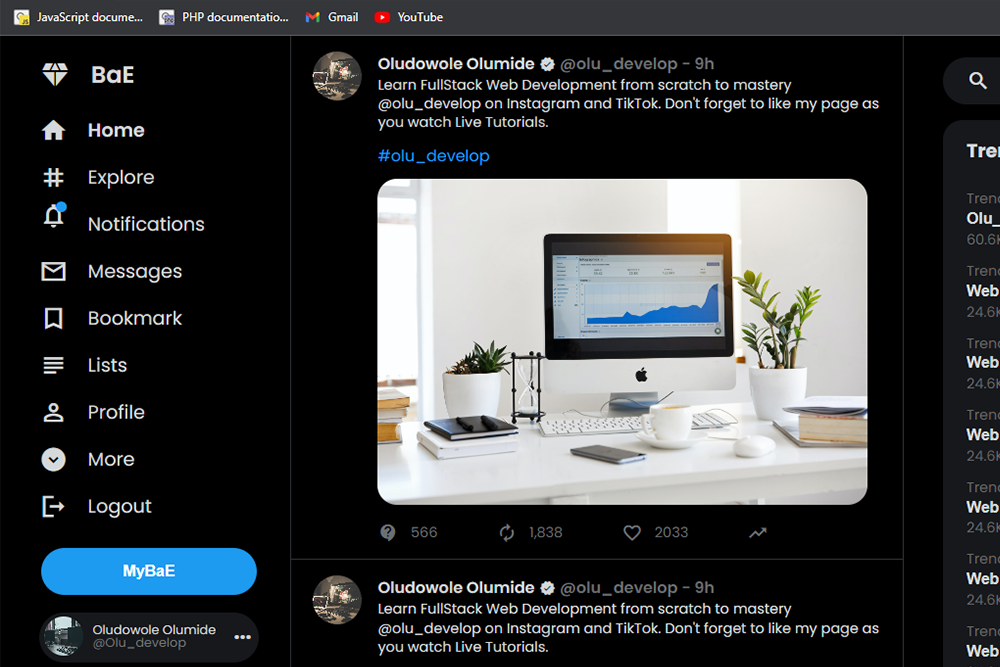 JavaScript docume...
PHP documentatio...
Gmail
YouTube
BaE
Home
Explore
Notifications
Messages
Bookmark
Lists
Profile
More
Logout
MyBaE
Oludowole Olumide
@Olu_develop
Oludowole Olumide @olu_develop - 9h
Learn FullStack Web Development from scratch to mastery
@olu_develop on Instagram and TikTok. Don't forget to like my page as
you watch Live Tutorials.
#olu_develop
566
1,838
2033
Oludowole Olumide @olu_develop - 9h
Learn FullStack Web Development from scratch to mastery
@olu_develop on Instagram and TikTok. Don't forget to like my page as
you watch Live Tutorials.
Tre
Trenc
Olu_
60.6K
Trenc
Web
24.6K
Trenc
Web
24.6K
Trenc
Web
24.6K
Trenc
Web
24.6K
Trenc
Web
24.6K
Trenc
Web